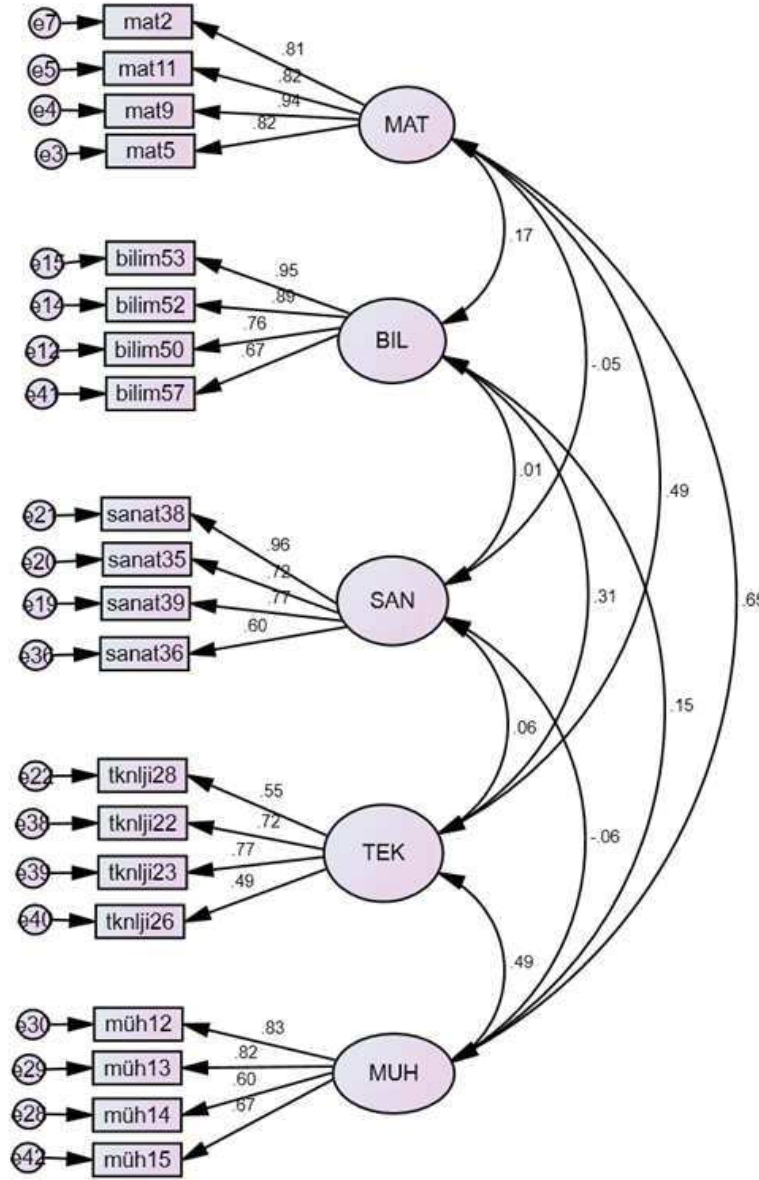 e7 mat2
.81
e5 mat11
.82
e4 mat9
.94
MAT
e3 mat5
.82
.17
e15 bilim53
.95
e14 bilim52
.89
BIL
e12 bilim50
.76
e41 bilim57
.67
-.05
.01
.49
e21 sanat38
.96
e20 sanat35
.72
e19 sanat39
.77
SAN
.31
e36 sanat36
.60
.15
.06
e22 tknlji28
.55
e38 tknlji22
.72
TEK
-.06
e39 tknlji23
.77
e40 tknlji26
.49
.49
e30 müh12
.83
e29 müh13
.82
MUH
e28 müh14
.60
e42 müh15
.67